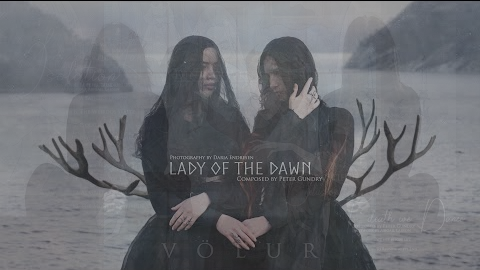 Photography by Daria Endresen
LADY OF THE DAWN
Composed by Peter Gundry
VÖLUR